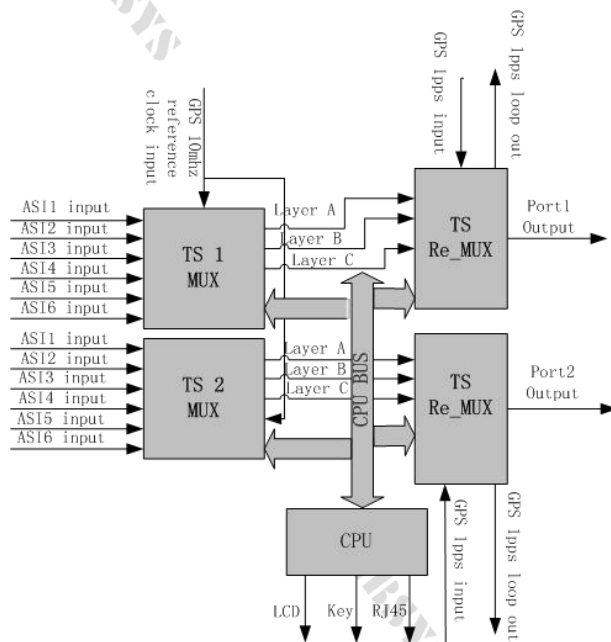 GPS 1pps input
GPS 1pps loop out
GPS 10mhz
reference
clock input
ASI1 input
ASI2 input
ASI3 input
ASI4 input
ASI5 input
ASI6 input
TS 1
MUX
Layer A
Layer B
Layer C
TS
Re_MUX
Port1
Output
ASI1 input
ASI2 input
ASI3 input
ASI4 input
ASI5 input
ASI6 input
TS 2
MUX
Layer A
Layer B
Layer C
CPU BUS
TS
Re_MUX
Port2
Output
CPU
LCD
Key
RJ45
GPS 1pps input
GPS 1pps loop out